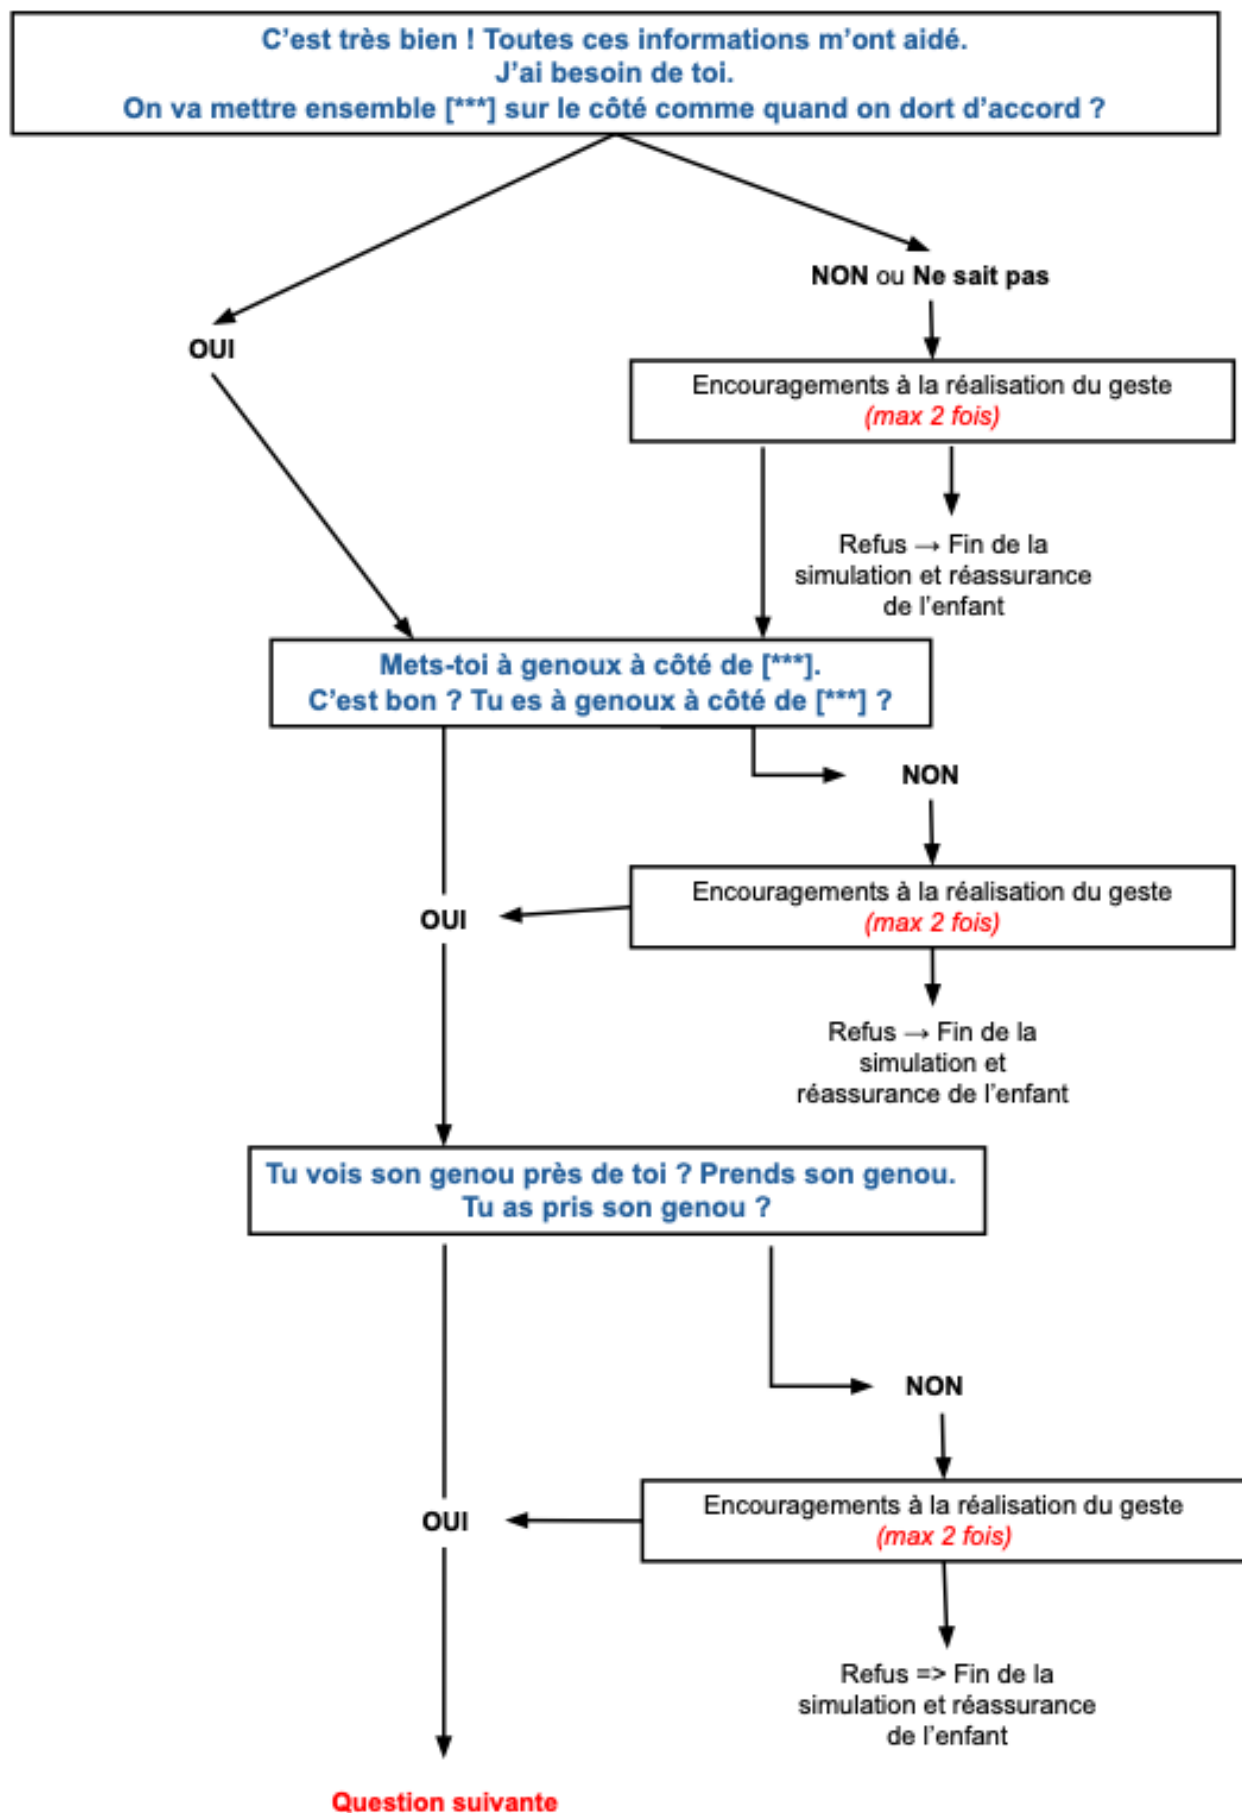 C'est très bien ! Toutes ces informations m'ont aidé.
J'ai besoin de toi.
On va mettre ensemble [***] sur le côté comme quand on dort d'accord ?
NON ou Ne sait pas
OUI
Encouragements à la réalisation du geste
(max 2 fois)
Refus → Fin de la
simulation et réassurance
de l'enfant
Mets-toi à genoux à côté de [***].
C'est bon ? Tu es à genoux à côté de [***] ?
NON
Encouragements à la réalisation du geste
(max 2 fois)
OUI
Refus → Fin de la
simulation et
réassurance de l'enfant
Tu vois son genou près de toi ? Prends son genou.
Tu as pris son genou ?
NON
Encouragements à la réalisation du geste
(max 2 fois)
OUI
Refus => Fin de la
simulation et réassurance
de l'enfant
Question suivante